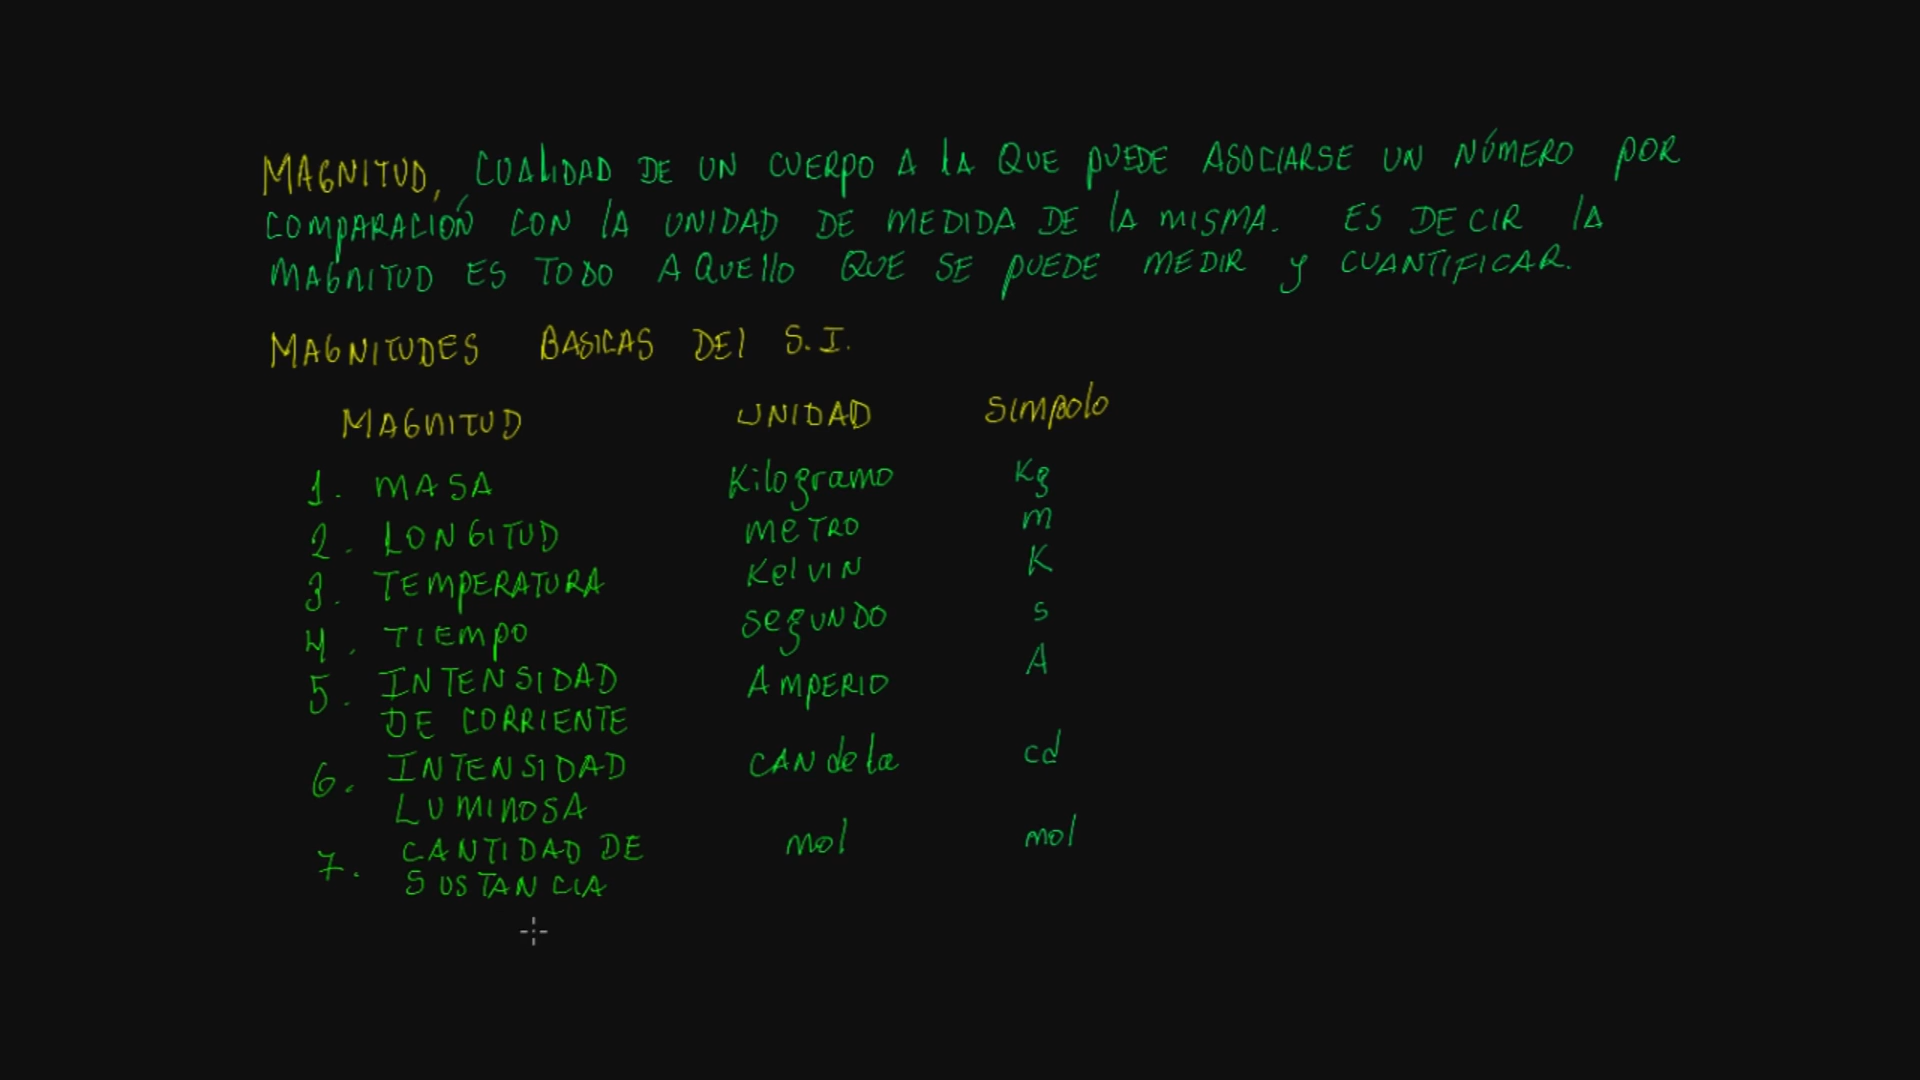 MAGNITUD, CUALIDAD DE UN CUERPO A LA QUE PUEDE ASOCIARSE UN NÚMERO POR
COMPARACIÓN CON LA UNIDAD DE MEDIDA DE LA MISMA. ES DECIR LA
MAGNITUD ES TODO AQUELLO QUE SE PUEDE MEDIR Y CUANTIFICAR.
MAGNITUDES BASICAS DEL S.I.
MAGNITUD UNIDAD SIMPOLO
1. MASA Kilogramo Kg
2. LONGITUD METRO m
3. TEMPERATURA Kelvin K
4. TIEMPO segundo s
5. INTENSIDAD AMPERIO A
DE CORRIENTE
6. INTENSIDAD CANdela cd
LUMINOSA
7. CANTIDAD DE mol mol
SUSTANCIA